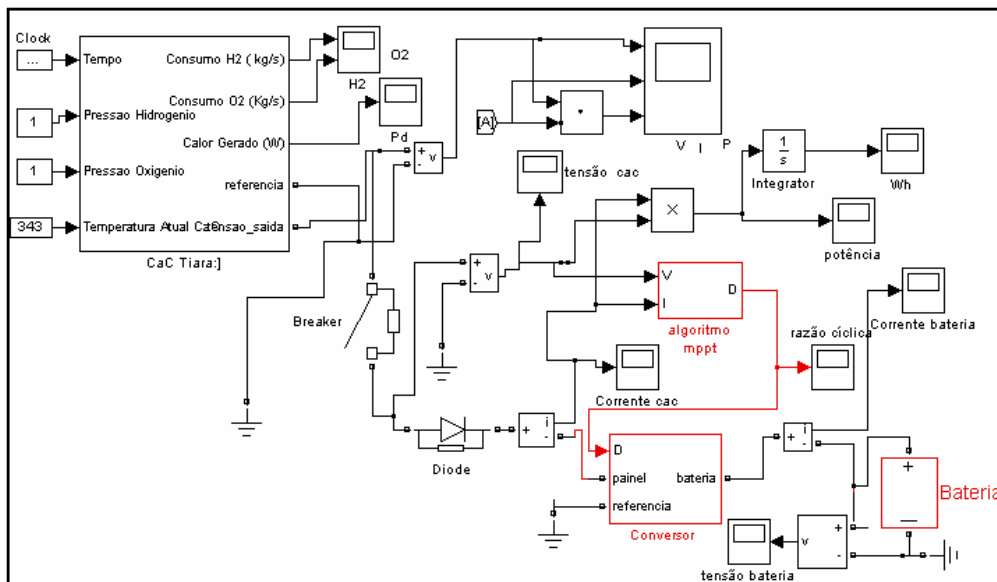 Clock
...
1
1
343
Tempo
Pressao Hidrogenio
Pressao Oxigenio
Temperatura Atual
Consumo H2 ( kg/s)
Consumo O2 (Kg/s)
Calor Gerado (W)
referencia
tensao_saida
CaC Tiara:]
O2
H2
Pd
+
-
v
[A]
V I P
tensão cac
1
s
Integrator
Wh
potência
+
-
v
V
I
D
algoritmo
mppt
Breaker
razão cíclica
Corrente bateria
Corrente cac
Diode
+
i
-
D
painel
referencia
bateria
Conversor
+
i
-
+
Bateria
v
+
-
tensão bateria